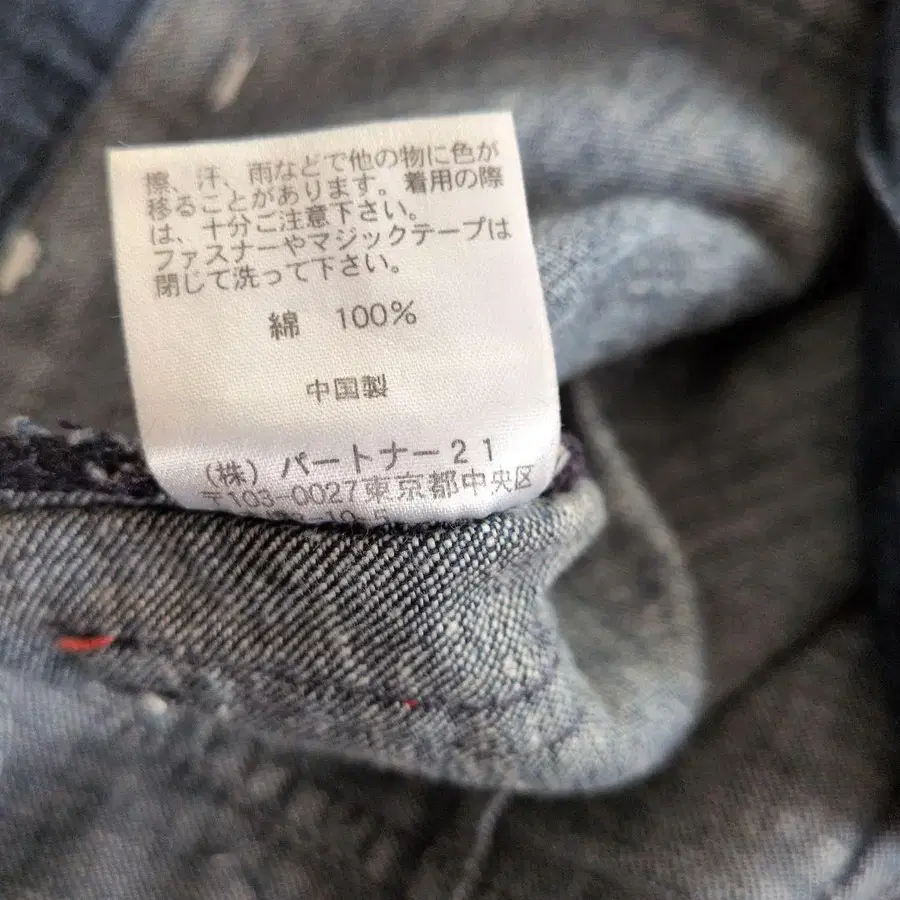 擦、汗、雨などで他の物に色が
移ることがあります。着用の際
は、十分ご注意下さい。
ファスナーやマジックテープは
閉じて洗って下さい。
綿 100%
中国製
(株) パートナー21
〒103-0027東京都中央区